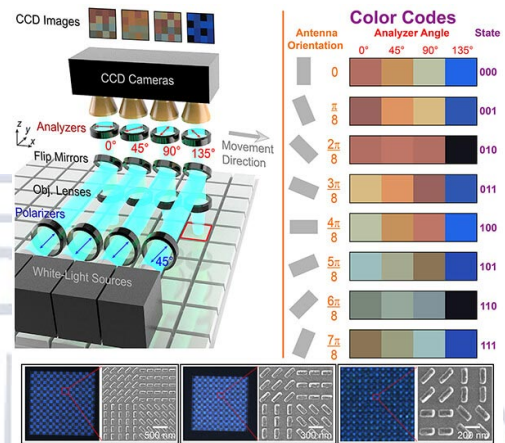 CCD Images
CCD Cameras
Analyzers
0° 45° 90° 135°
Flip Mirrors
Movement
Direction
Obj. Lenses
Polarizers
45°
White-Light Sources
z y x
Color Codes
Antenna
Orientation
Analyzer Angle
State
0° 45° 90° 135°
0 000
π/8 001
2π/8 010
3π/8 011
4π/8 100
5π/8 101
6π/8 110
7π/8 111
500 nm
300 nm
200 nm